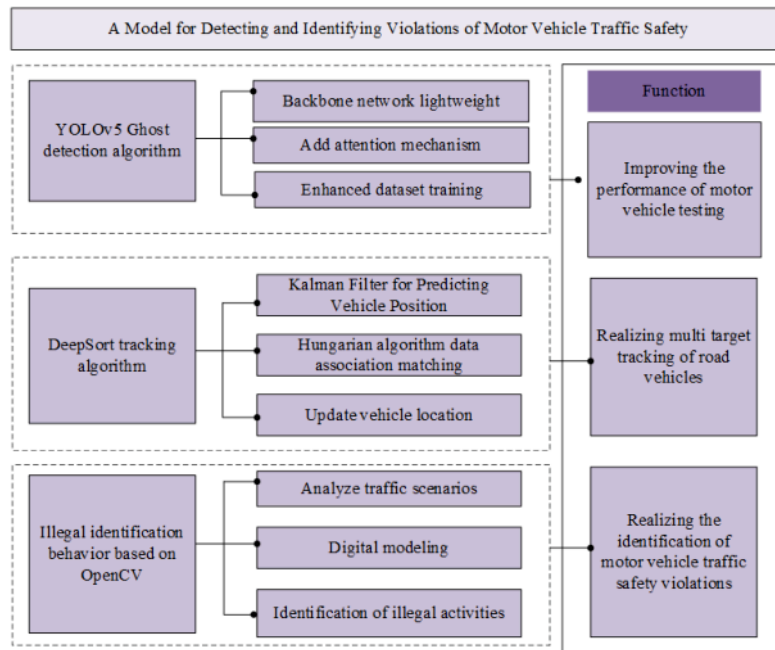 A Model for Detecting and Identifying Violations of Motor Vehicle Traffic Safety
YOLOv5 Ghost
detection algorithm
Backbone network lightweight
Add attention mechanism
Enhanced dataset training
Function
Improving the
performance of motor
vehicle testing
DeepSort tracking
algorithm
Kalman Filter for Predicting
Vehicle Position
Hungarian algorithm data
association matching
Update vehicle location
Realizing multi target
tracking of road
vehicles
Illegal identification
behavior based on
OpenCV
Analyze traffic scenarios
Digital modeling
Identification of illegal activities
Realizing the
identification of
motor vehicle traffic
safety violations